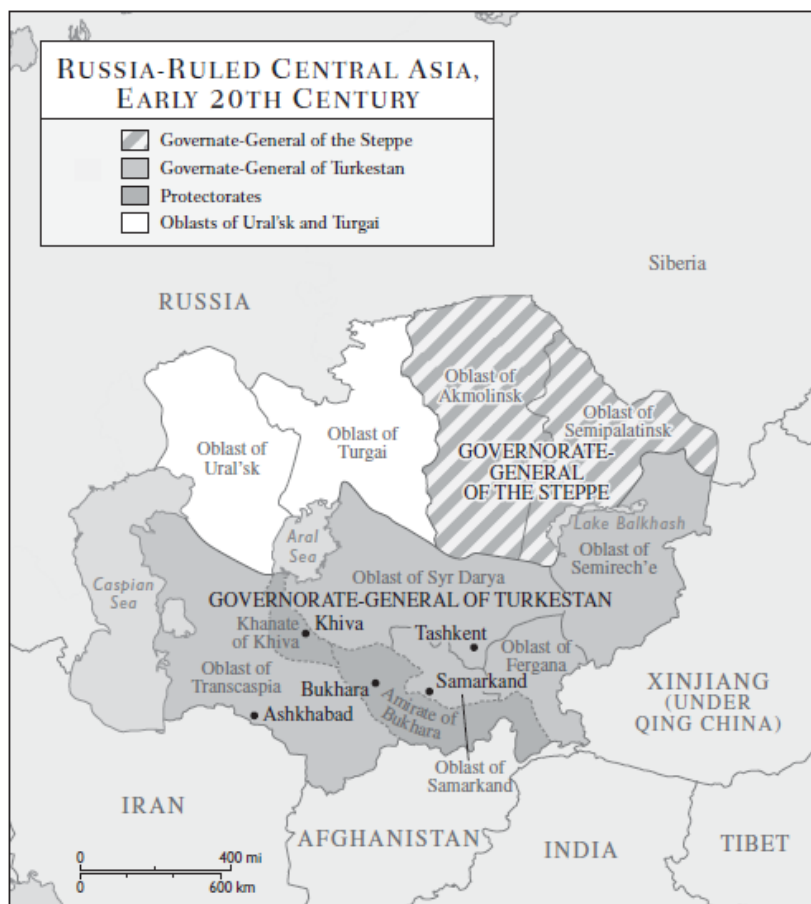 RUSSIA-RULED CENTRAL ASIA,
EARLY 20TH CENTURY
Governate-General of the Steppe
Governate-General of Turkestan
Protectorates
Oblasts of Ural'sk and Turgai
Siberia
RUSSIA
Oblast of
Akmolinsk
Oblast of
Semipalatinsk
Oblast of
Ural'sk
Oblast of
Turgai
GOVERNORATE-
GENERAL
OF THE STEPPE
Lake Balkhash
Aral
Sea
Oblast of
Semirech'e
Caspian
Sea
Oblast of Syr Darya
GOVERNORATE-GENERAL OF TURKESTAN
Khanate
of Khiva
Khiva
Tashkent
Oblast of
Fergana
Oblast of
Transcaspia
Bukhara
Samarkand
XINJIANG
(UNDER
QING CHINA)
Amirate of
Bukhara
Ashkhabad
Oblast of
Samarkand
IRAN
AFGHANISTAN
INDIA
TIBET
0 400 mi
0 600 km